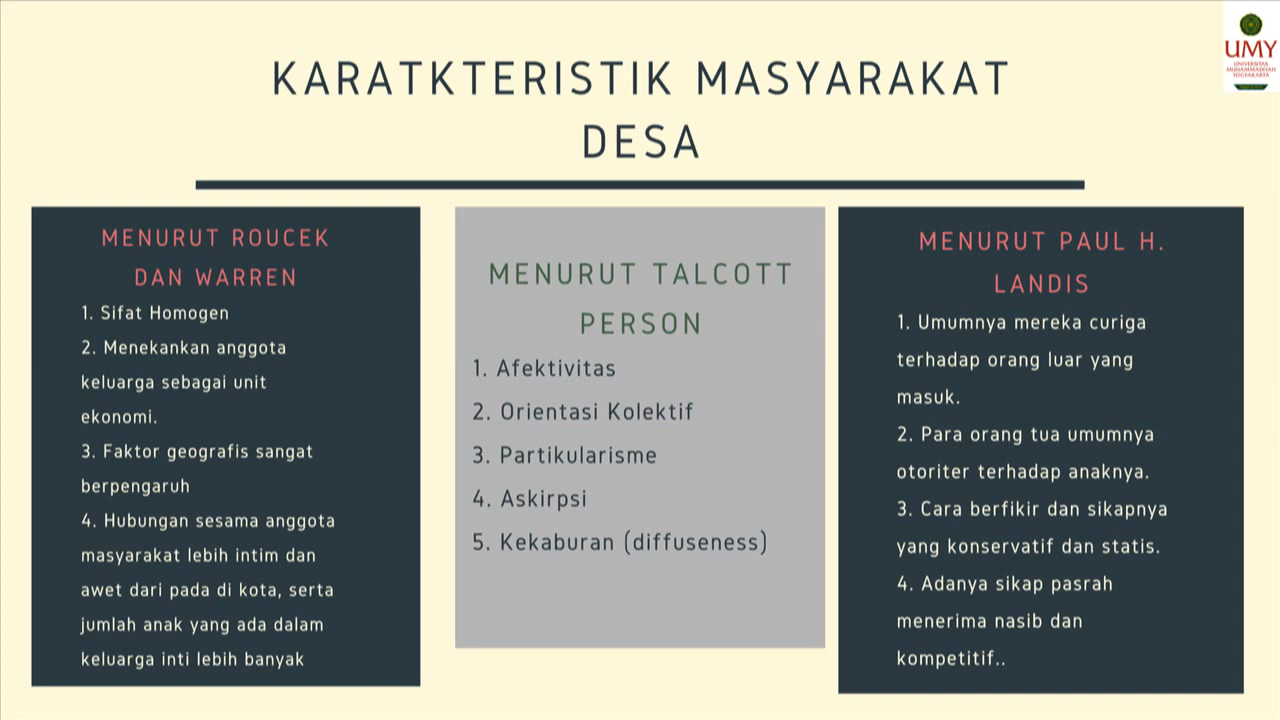 KARATKTERISTIK MASYARAKAT
DESA
UMY
UNIVERSITAS
MUHAMMADIYAH
YOGYAKARTA
MENURUT ROUCEK
DAN WARREN
1. Sifat Homogen
2. Menekankan anggota
keluarga sebagai unit
ekonomi.
3. Faktor geografis sangat
berpengaruh
4. Hubungan sesama anggota
masyarakat lebih intim dan
awet dari pada di kota, serta
jumlah anak yang ada dalam
keluarga inti lebih banyak
MENURUT TALCOTT
PERSON
1. Afektivitas
2. Orientasi Kolektif
3. Partikularisme
4. Askirpsi
5. Kekaburan (diffuseness)
MENURUT PAUL H.
LANDIS
1. Umumnya mereka curiga
terhadap orang luar yang
masuk.
2. Para orang tua umumnya
otoriter terhadap anaknya.
3. Cara berfikir dan sikapnya
yang konservatif dan statis.
4. Adanya sikap pasrah
menerima nasib dan
kompetitif..